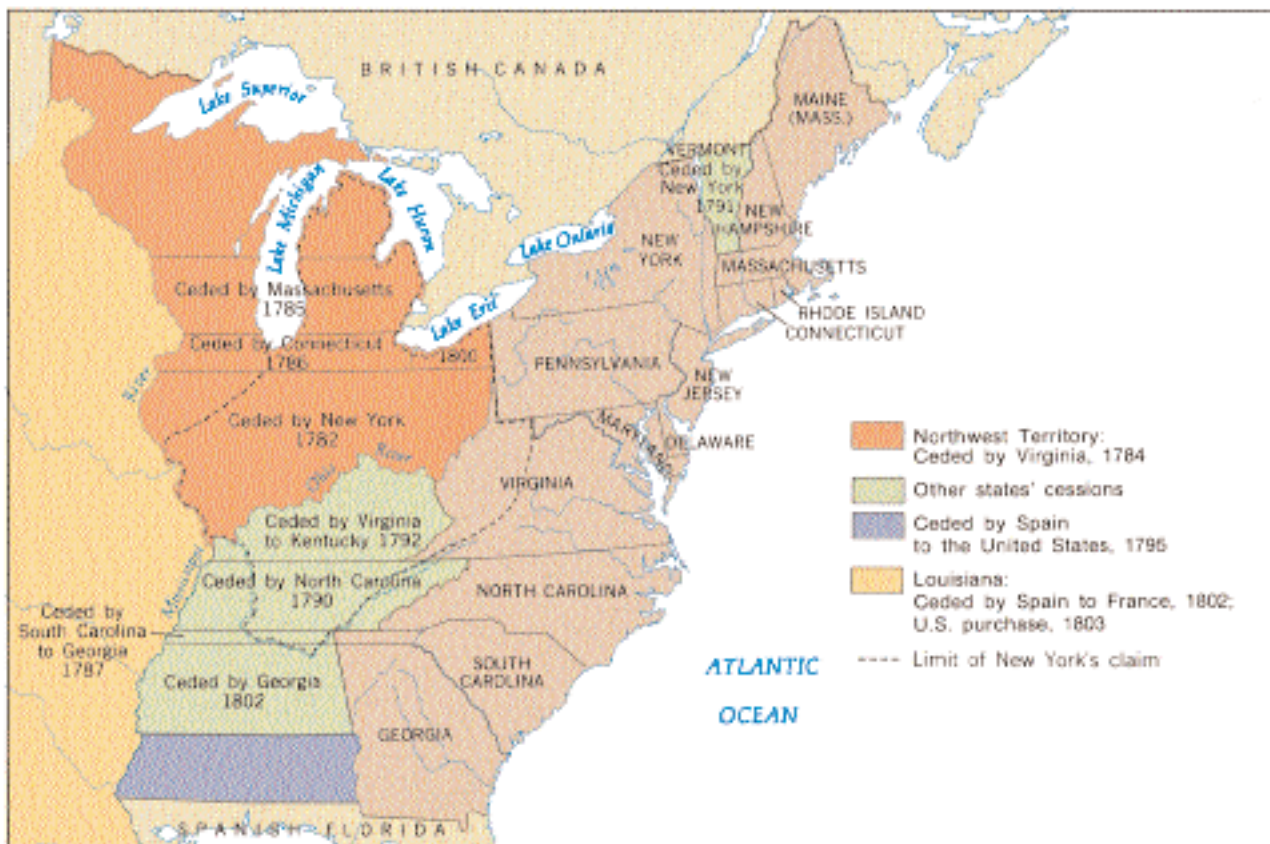 BRITISH CANADA
Lake Superior
MAINE
(MASS.)
VERMONT
Ceded by
New York
1791
Lake Michigan
Lake Huron
Lake Ontario
NEW
HAMPSHIRE
NEW
YORK
MASSACHUSETTS
Ceded by Massachusetts
1785
Lake Erie
RHODE ISLAND
CONNECTICUT
Ceded by Connecticut
1786
1800
PENNSYLVANIA
NEW
JERSEY
River
Ceded by New York
1782
MARYLAND
DELAWARE
Ohio River
VIRGINIA
Ceded by Virginia
to Kentucky 1792
Mississippi
Ceded by North Carolina
1790
NORTH CAROLINA
Ceded by
South Carolina
to Georgia
1787
SOUTH
CAROLINA
Ceded by Georgia
1802
GEORGIA
ATLANTIC
OCEAN
SPANISH FLORIDA
Northwest Territory:
Ceded by Virginia, 1784
Other states' cessions
Ceded by Spain
to the United States, 1795
Louisiana:
Ceded by Spain to France, 1802;
U.S. purchase, 1803
Limit of New York's claim